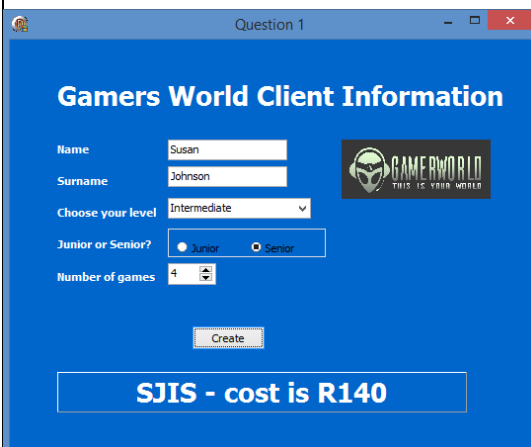 Question 1
Gamers World Client Information
Name Susan
Surname Johnson
GAMERWORLD
THIS IS YOUR WORLD
Choose your level Intermediate
Junior or Senior? Junior Senior
Number of games 4
Create
SJIS - cost is R140